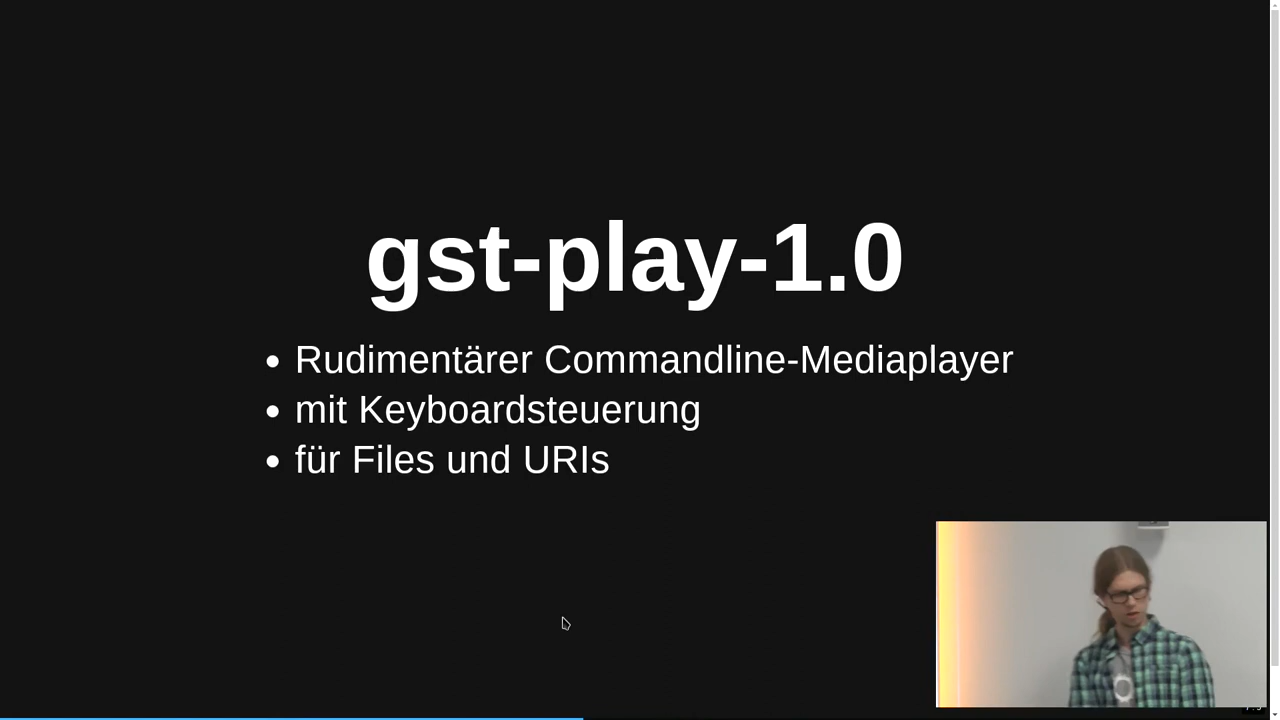 gst-play-1.0
• Rudimentärer Commandline-Mediaplayer
• mit Keyboardsteuerung
• für Files und URIs